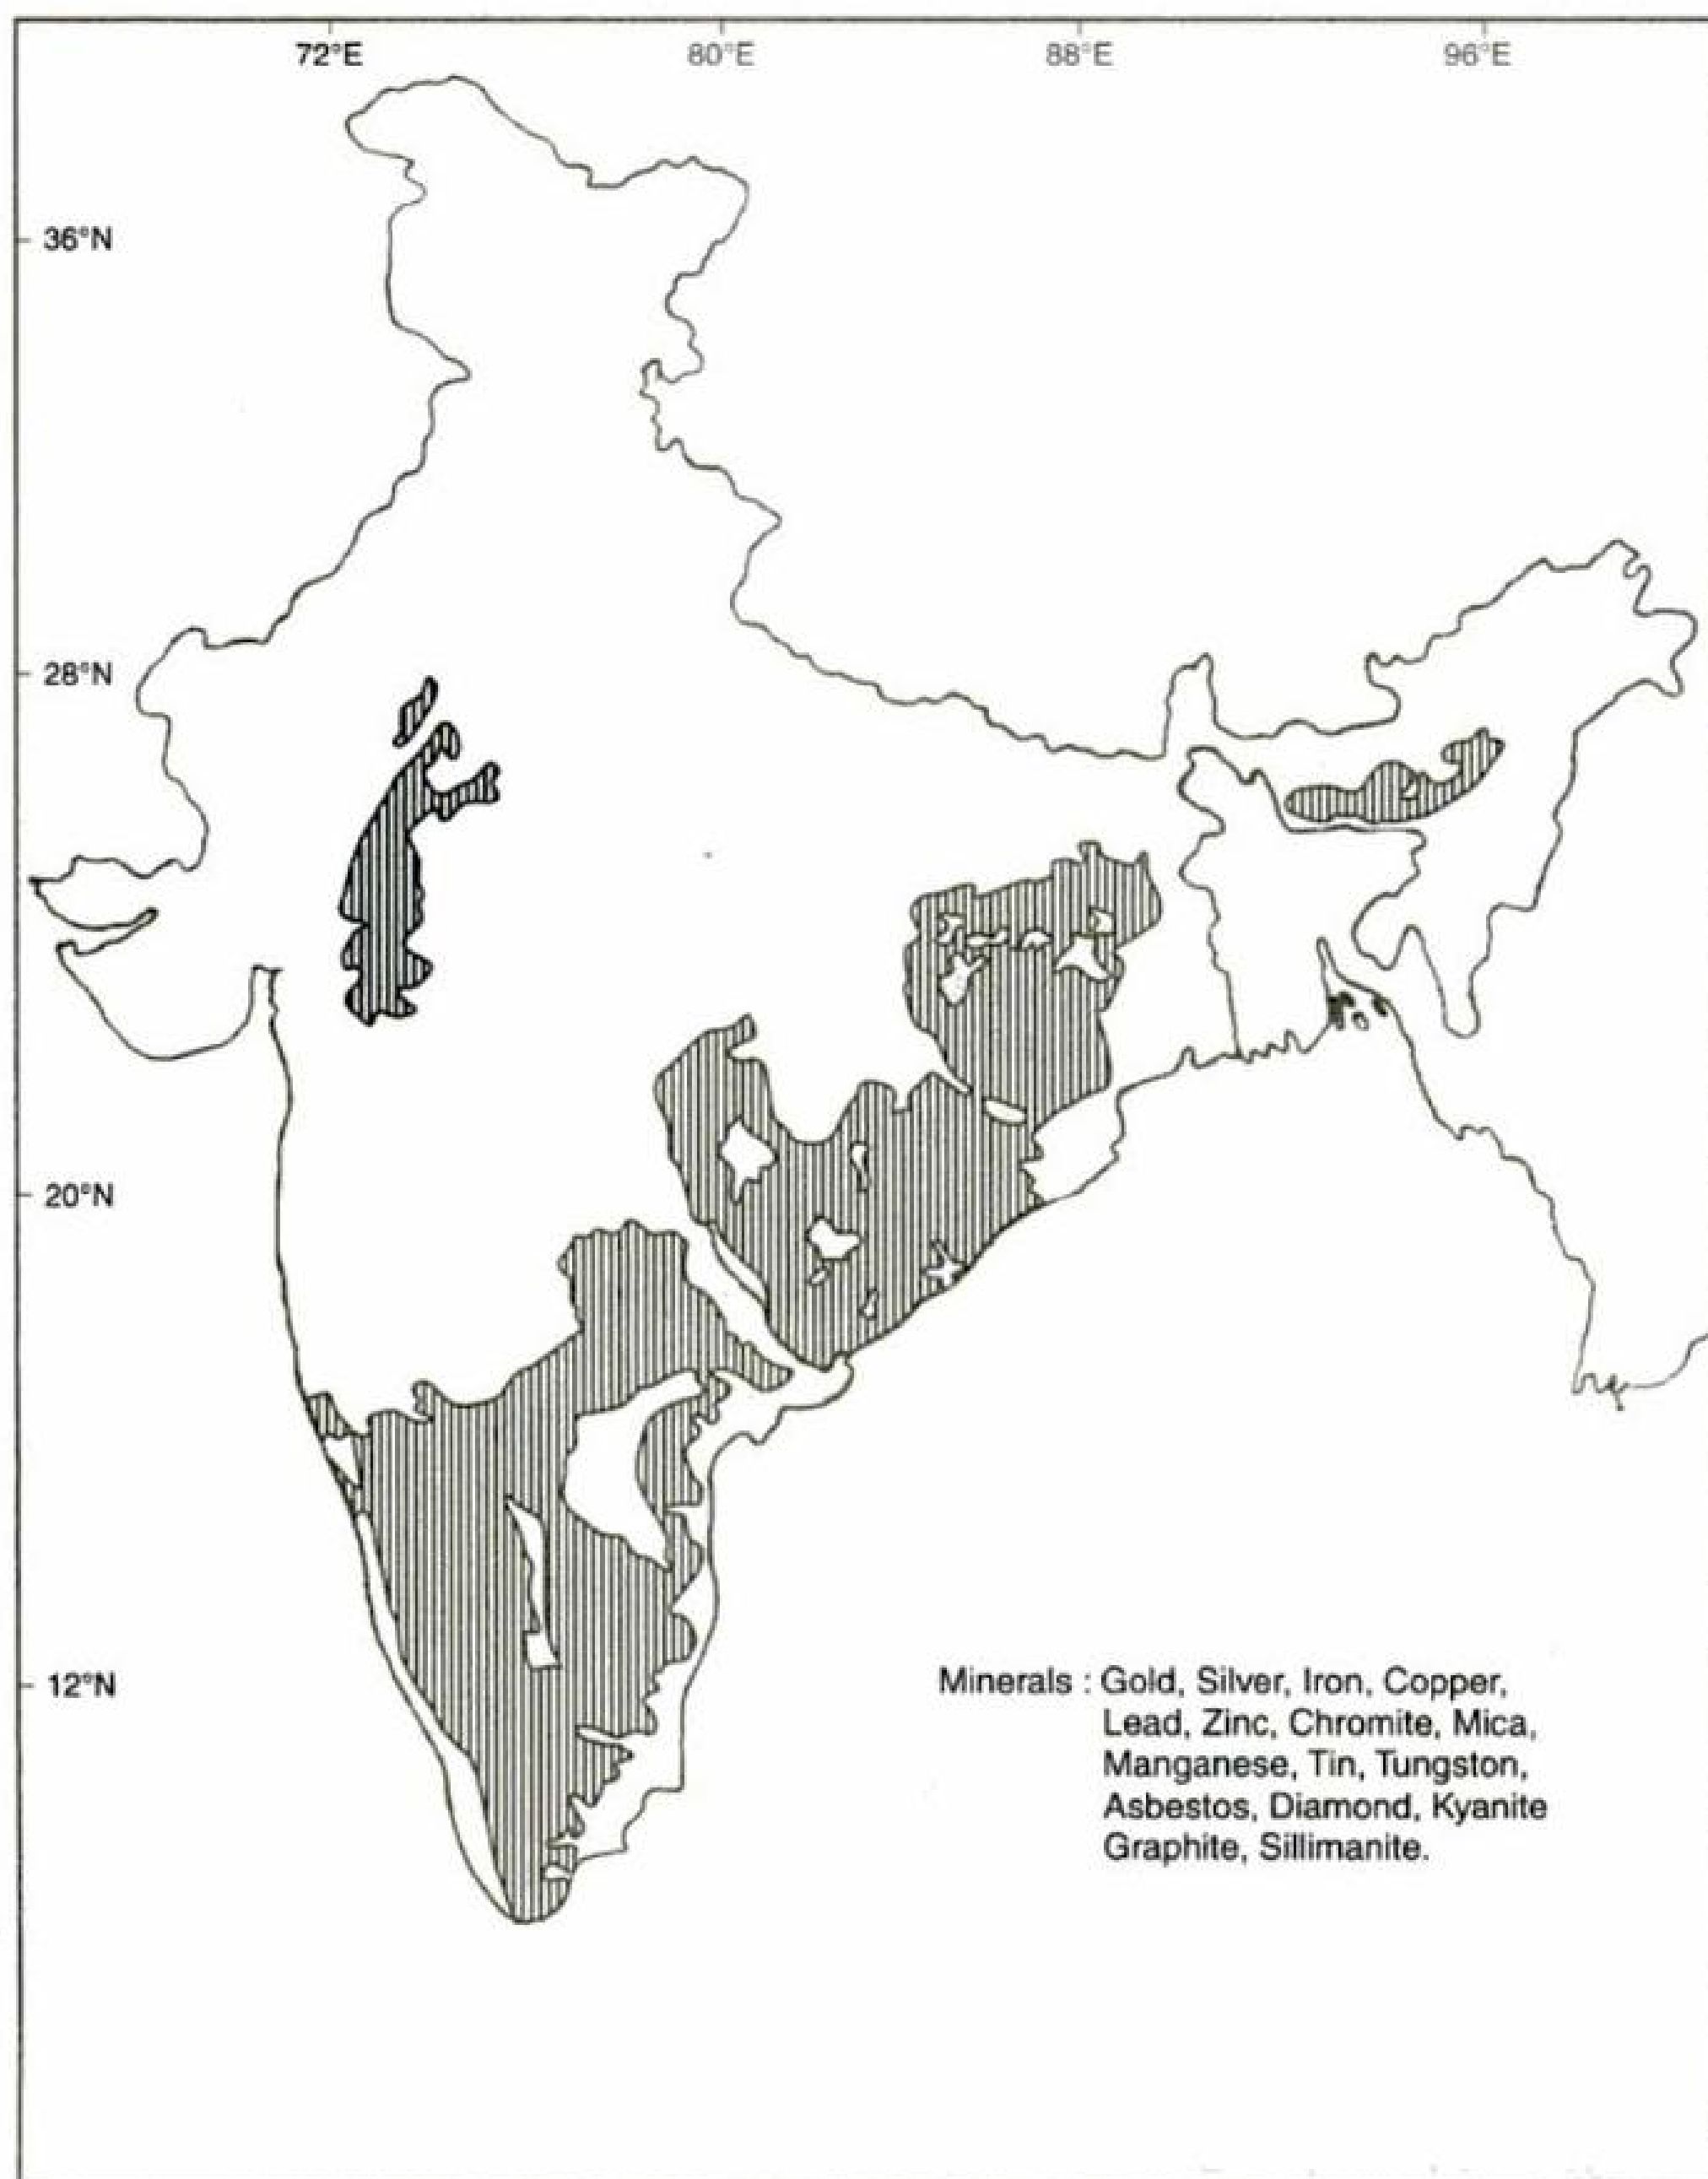 72°E 80°E 88°E 96°E
36°N
28°N
20°N
12°N
Minerals : Gold, Silver, Iron, Copper,
Lead, Zinc, Chromite, Mica,
Manganese, Tin, Tungston,
Asbestos, Diamond, Kyanite
Graphite, Sillimanite.